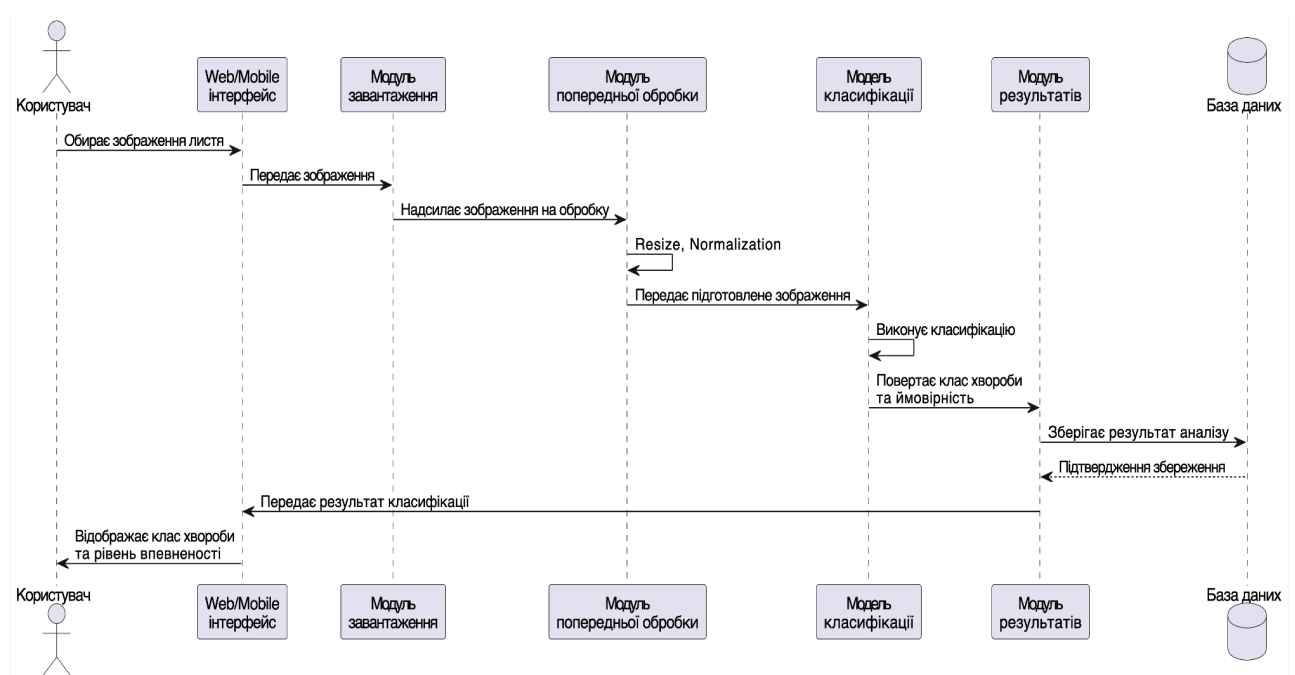 Користувач
Web/Mobile
інтерфейс
Модуль
завантаження
Модуль
попередньої обробки
Модель
класифікації
Модуль
результатів
База даних
Обирає зображення листя
Передає зображення
Надсилає зображення на обробку
Resize, Normalization
Передає підготовлене зображення
Виконує класифікацію
Повертає клас хвороби
та ймовірність
Зберігає результат аналізу
Підтвердження збереження
Передає результат класифікації
Відображає клас хвороби
та рівень впевненості
Користувач
Web/Mobile
інтерфейс
Модуль
завантаження
Модуль
попередньої обробки
Модель
класифікації
Модуль
результатів
База даних